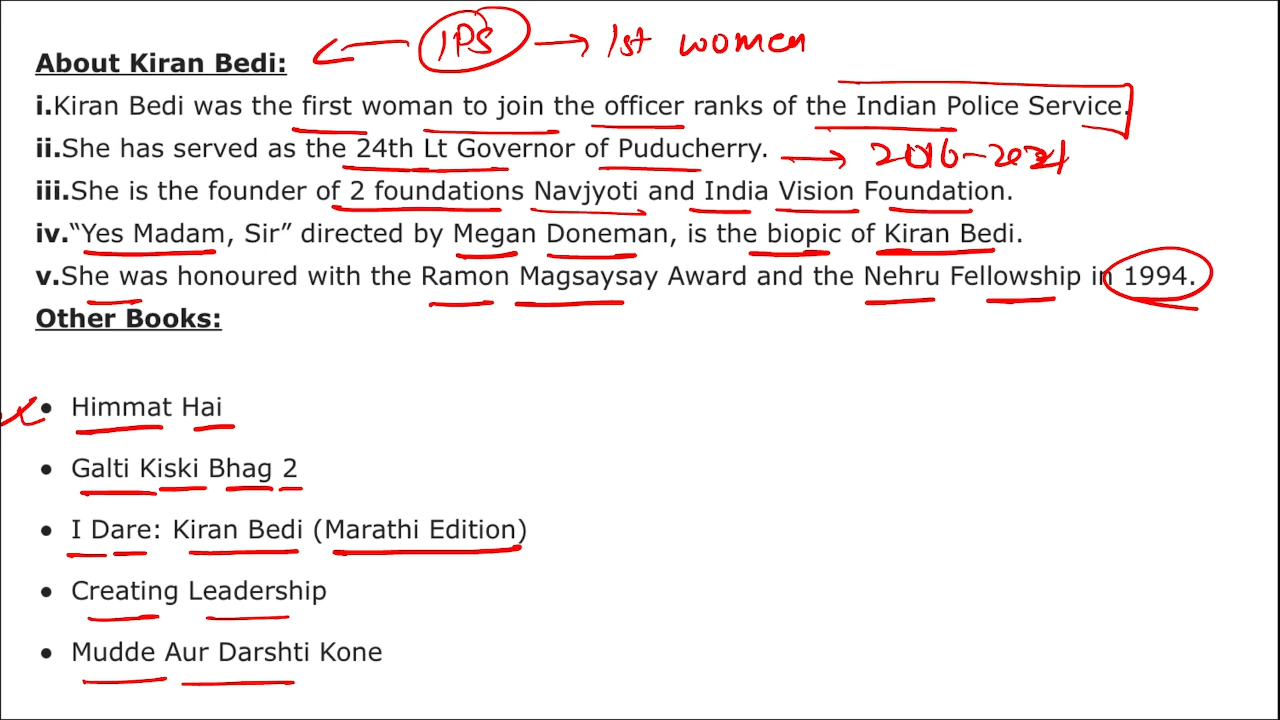 IPS → 1st women
About Kiran Bedi:
i.Kiran Bedi was the first woman to join the officer ranks of the Indian Police Service.
ii.She has served as the 24th Lt Governor of Puducherry. → 2016-2021
iii.She is the founder of 2 foundations Navjyoti and India Vision Foundation.
iv.“Yes Madam, Sir” directed by Megan Doneman, is the biopic of Kiran Bedi.
v.She was honoured with the Ramon Magsaysay Award and the Nehru Fellowship in 1994.
Other Books:
• Himmat Hai
• Galti Kiski Bhag 2
• I Dare: Kiran Bedi (Marathi Edition)
• Creating Leadership
• Mudde Aur Darshti Kone